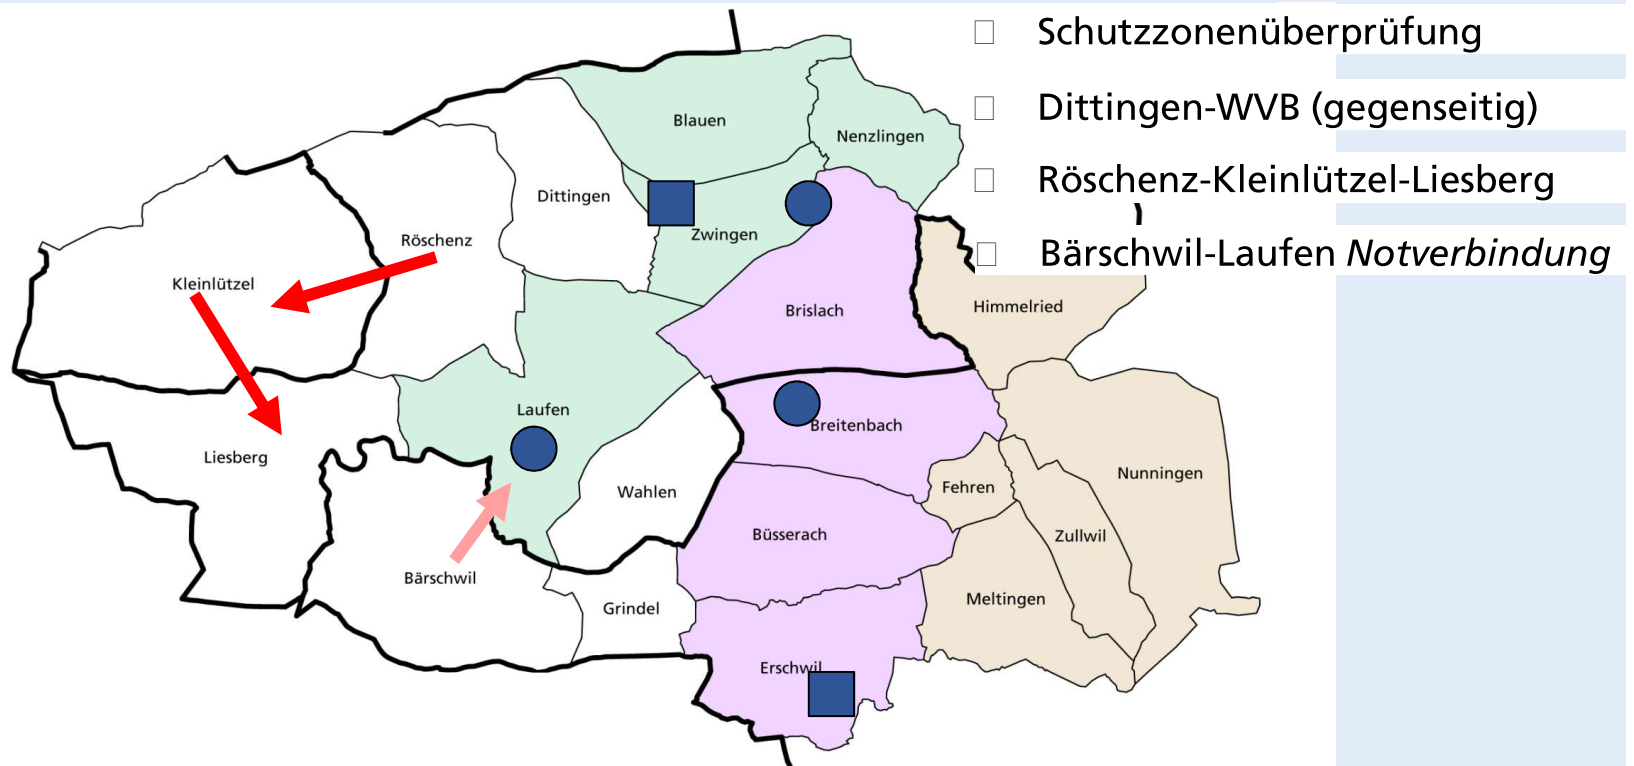 Schutzzonenüberprüfung
Dittingen-WVB (gegenseitig)
Röschenz-Kleinlützel-Liesberg
Bärschwil-Laufen Notverbindung
Blauen
Nenzlingen
Dittingen
Zwingen
Röschenz
Kleinlützel
Himmelried
Brislach
Laufen
Breitenbach
Liesberg
Nunningen
Fehren
Wahlen
Büsserach
Zullwil
Bärschwil
Meltingen
Grindel
Erschwil